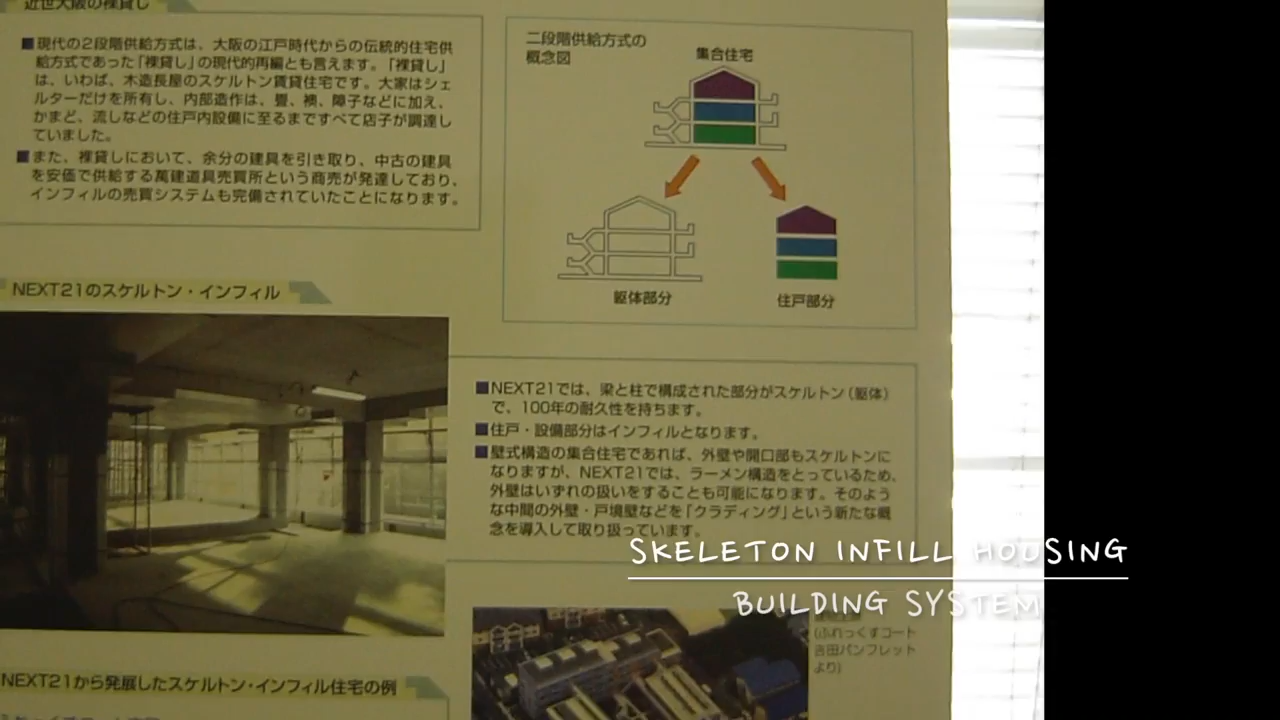 近世大阪の裸貸し
■現代の2段階供給方式は、大阪の江戸時代からの伝統的住宅供
給方式であった「裸貸し」の現代的再編とも言えます。「裸貸し」
は、いわば、木造長屋のスケルトン賃貸住宅です。大家はシェ
ルターだけを所有し、内部造作は、畳、襖、障子などに加え、
かまど、流しなどの住戸内設備に至るまですべて店子が調達し
ていました。
■また、裸貸しにおいて、余分の建具を引き取り、中古の建具
を安価で供給する萬建道具売買所という商売が発達しており、
インフィルの売買システムも完備されていたことになります。
二段階供給方式の
概念図
集合住宅
躯体部分
住戸部分
NEXT21のスケルトン・インフィル
■NEXT21では、梁と柱で構成された部分がスケルトン（躯体）
で、100年の耐久性を持ちます。
■住戸・設備部分はインフィルとなります。
■壁式構造の集合住宅であれば、外壁や開口部もスケルトンに
なりますが、NEXT21では、ラーメン構造をとっているため、
外壁はいずれの扱いをすることも可能になります。そのよう
な中間の外壁・戸境壁などを「クラディング」という新たな概
念を導入して取り扱っています。
SKELETON INFILL HOUSING
BUILDING SYSTEM
(ふれっくすコート
吉田パンフレット
より)
NEXT21から発展したスケルトン・インフィル住宅の例